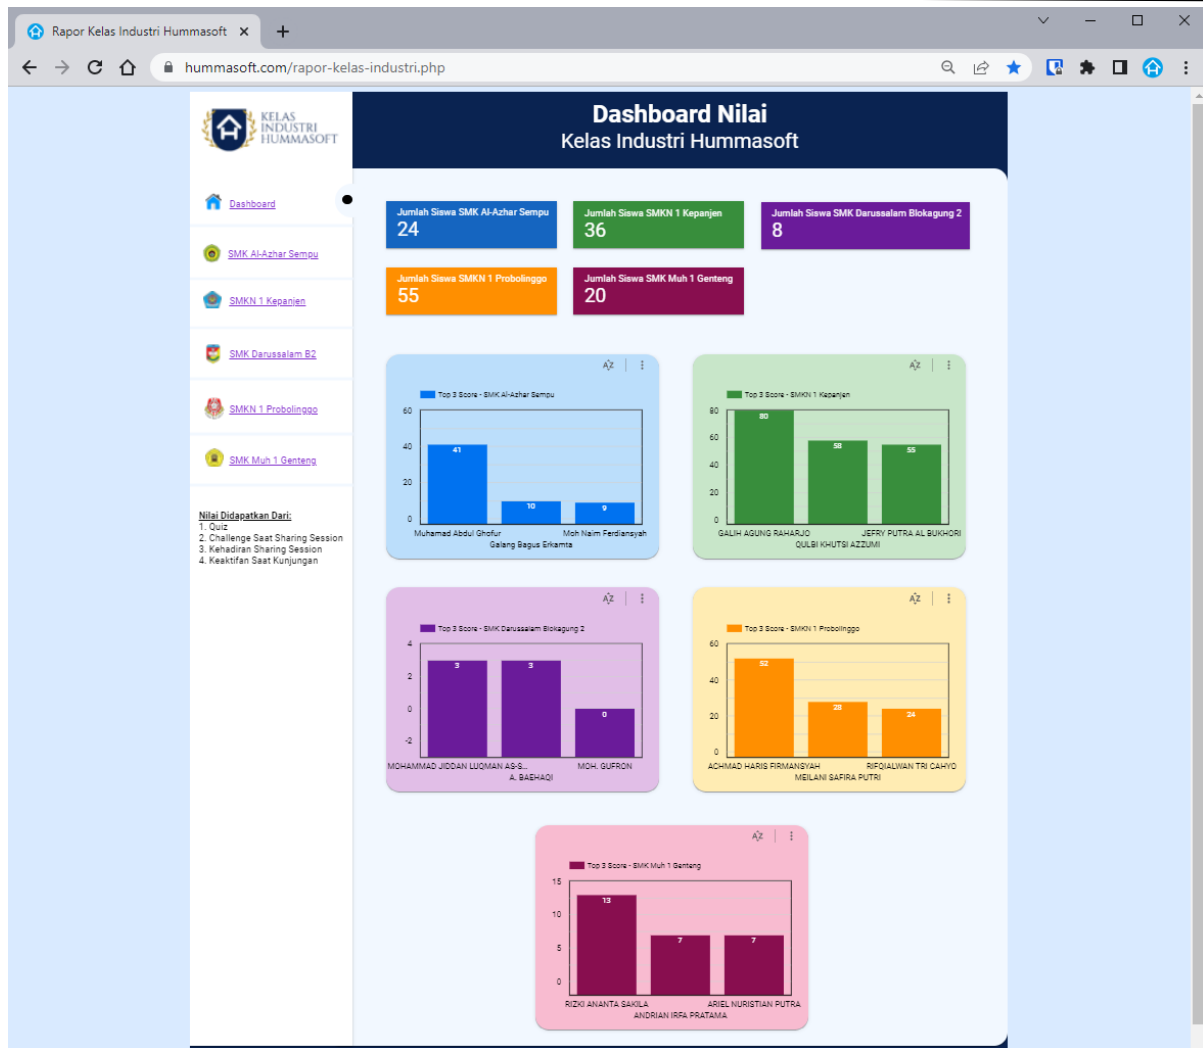 Rapor Kelas Industri Hummasoft
hummasoft.com/rapor-kelas-industri.php
KELAS
INDUSTRI
HUMMASOFT
Dashboard Nilai
Kelas Industri Hummasoft
Dashboard
SMK Al-Azhar Sempu
SMKN 1 Kepanjen
SMK Darussalam B2
SMKN 1 Probolinggo
SMK Muh 1 Genteng
Nilai Didapatkan Dari:
1. Quiz
2. Challenge Saat Sharing Session
3. Kehadiran Sharing Session
4. Keaktifan Saat Kunjungan
Jumlah Siswa SMK Al-Azhar Sempu
24
Jumlah Siswa SMKN 1 Kepanjen
36
Jumlah Siswa SMK Darussalam Blokagung 2
8
Jumlah Siswa SMKN 1 Probolinggo
55
Jumlah Siswa SMK Muh 1 Genteng
20
AZ
Top 3 Score - SMK Al-Azhar Sempu
60
40
20
0
41
10
9
Muhamad Abdul Ghofur
Moh Naim Ferdiansyah
Galang Bagus Erkamta
AZ
Top 3 Score - SMKN 1 Kepanjen
80
60
40
20
0
80
58
55
GALIH AGUNG RAHARJO
JEFRY PUTRA AL BUKHORI
QULBI KHUTSI AZZUMI
AZ
Top 3 Score - SMK Darussalam Blokagung 2
4
2
0
-2
3
3
0
MOHAMMAD JIDDAN LUQMAN AS-S...
MOH. GUFRON
A. BAEHAQI
AZ
Top 3 Score - SMKN 1 Probolinggo
60
40
20
0
52
28
24
ACHMAD HARIS FIRMANSYAH
RIFQIALWAN TRI CAHYO
MEILANI SAFIRA PUTRI
AZ
Top 3 Score - SMK Muh 1 Genteng
15
10
5
0
13
7
7
RIZKI ANANTA SAKILA
ARIEL NURISTIAN PUTRA
ANDRIAN IRFA PRATAMA